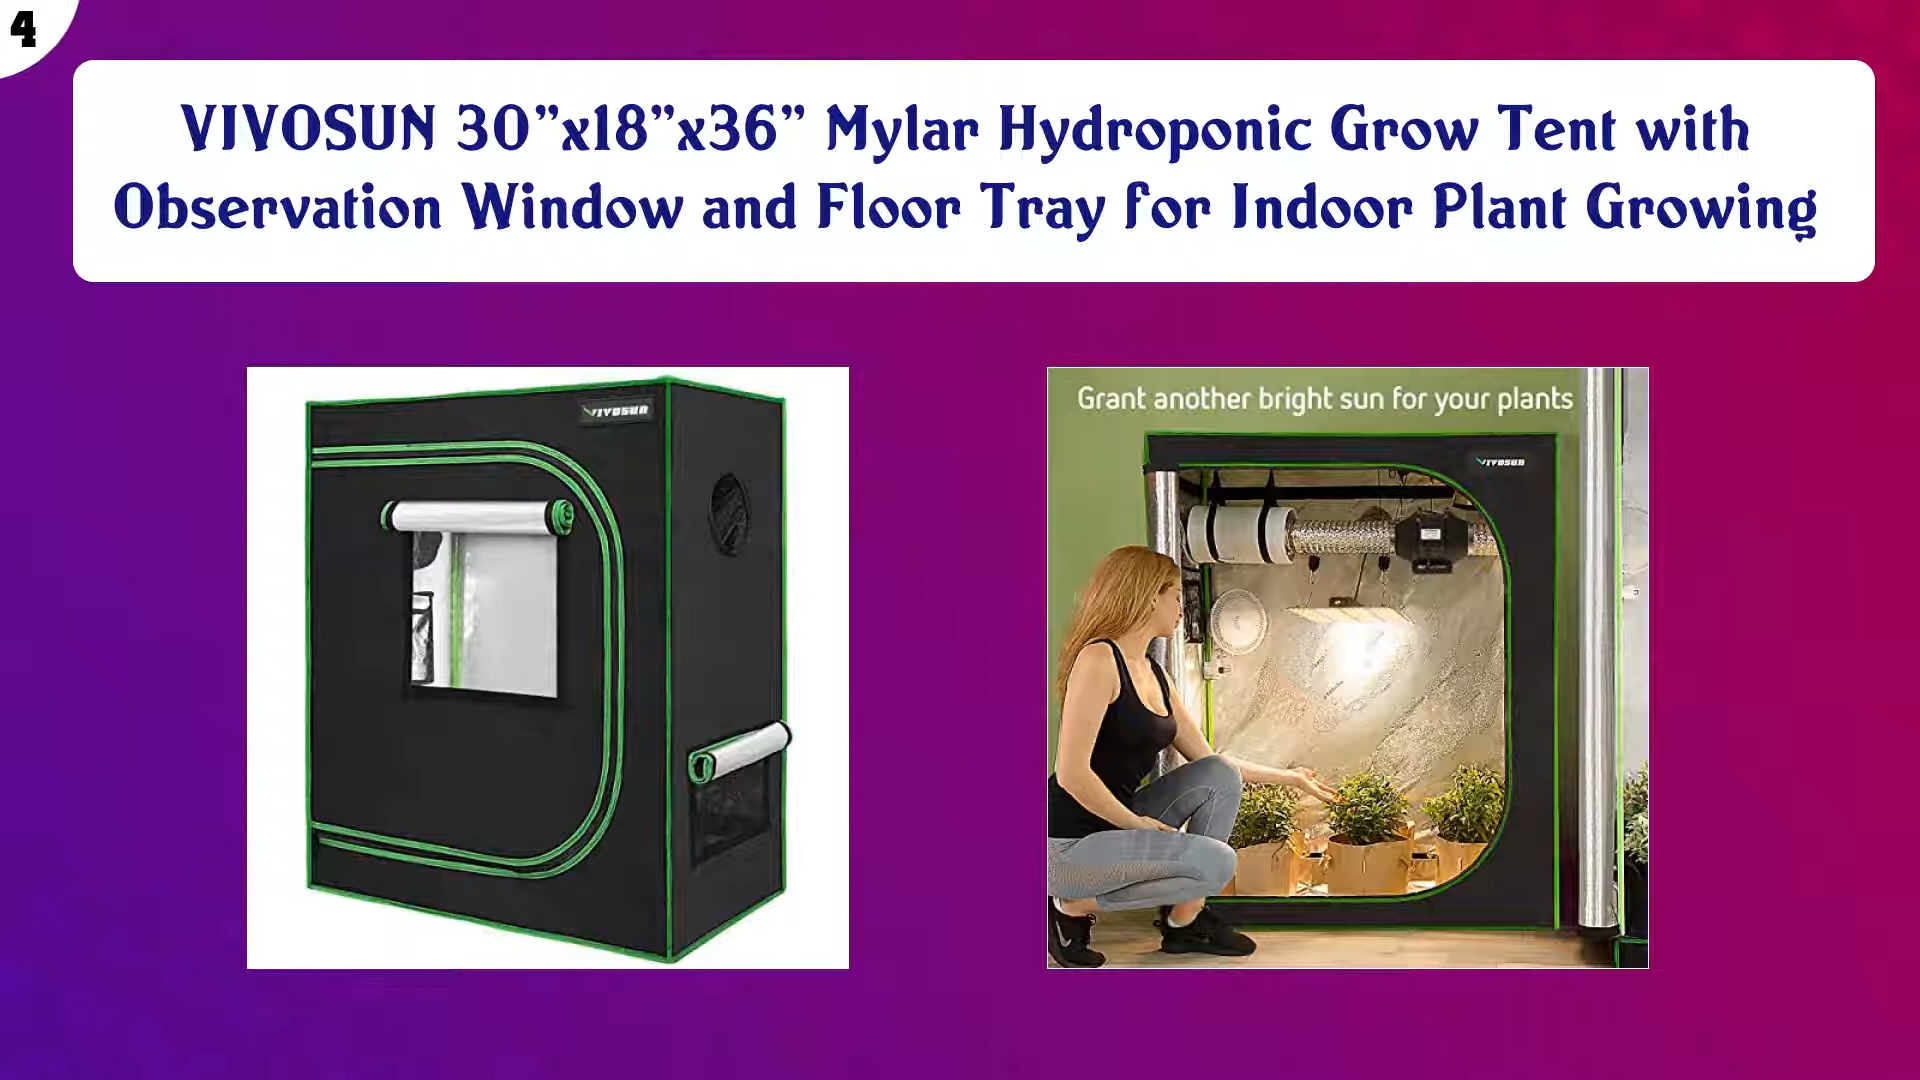 4
VIVOSUN 30”x18”x36” Mylar Hydroponic Grow Tent with
Observation Window and Floor Tray for Indoor Plant Growing
VIVOSUN
Grant another bright sun for your plants
VIVOSUN